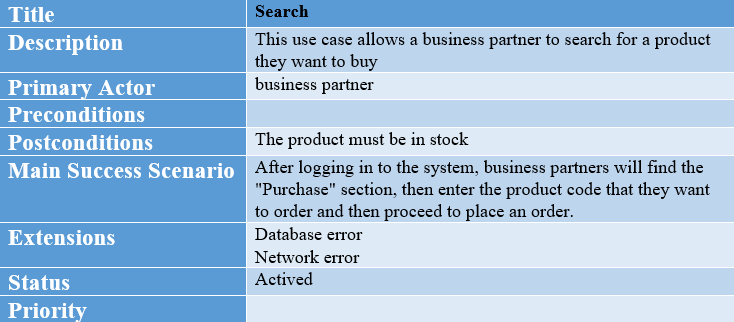 Title
Search
Description
This use case allows a business partner to search for a product
they want to buy
Primary Actor
business partner
Preconditions
Postconditions
The product must be in stock
Main Success Scenario
After logging in to the system, business partners will find the
"Purchase" section, then enter the product code that they want
to order and then proceed to place an order.
Extensions
Database error
Network error
Status
Actived
Priority